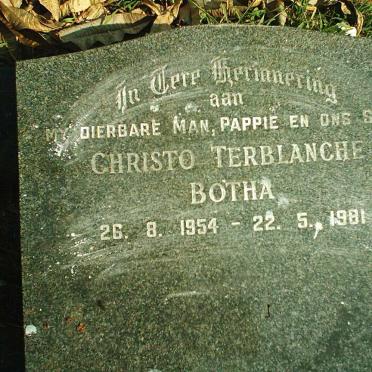 In Tere Herinnering
aan
MY DIERBARE MAN, PAPPIE EN ONS
CHRISTO TERBLANCHE
BOTHA
26. 8. 1954 - 22. 5. 1981